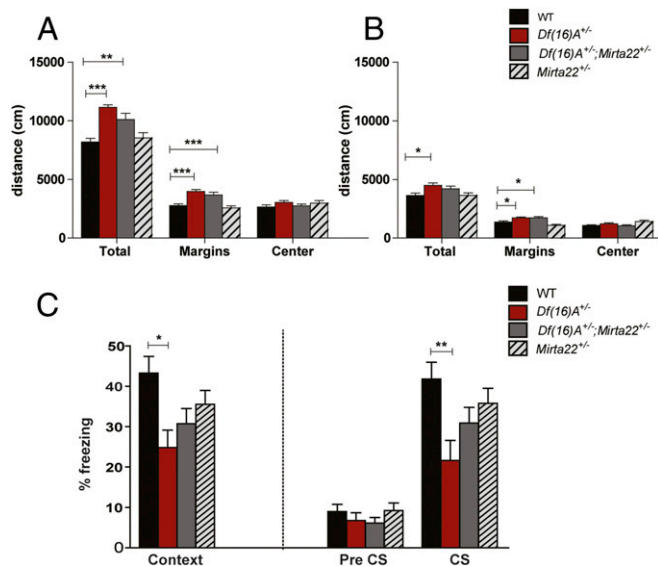 A
B
WT
Df(16)A+/-
Df(16)A+/-;Mirta22+/-
Mirta22+/-
distance (cm)
15000
10000
5000
0
**
***
***
***
Total Margins Center
distance (cm)
15000
10000
5000
0
*
*
*
Total Margins Center
C
WT
Df(16)A+/-
Df(16)A+/-;Mirta22+/-
Mirta22+/-
% freezing
50
40
30
20
10
0
*
**
Context Pre CS CS